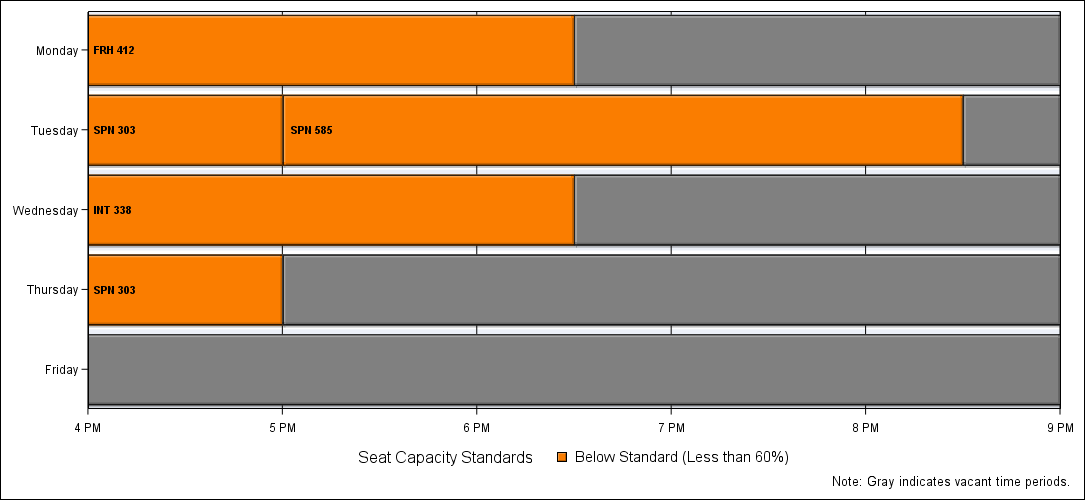 Monday
FRH 412
Tuesday
SPN 303
SPN 585
Wednesday
INT 338
Thursday
SPN 303
Friday
4 PM 5 PM 6 PM 7 PM 8 PM 9 PM
Seat Capacity Standards Below Standard (Less than 60%)
Note: Gray indicates vacant time periods.